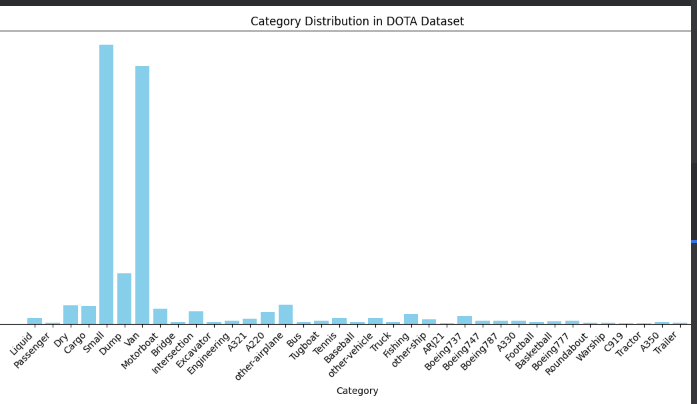 Category Distribution in DOTA Dataset
Liquid
Passenger
Dry
Cargo
Small
Dump
Van
Motorboat
Bridge
Intersection
Excavator
Engineering
A321
A220
other-airplane
Bus
Tugboat
Tennis
Baseball
other-vehicle
Truck
Fishing
other-ship
ARJ21
Boeing737
Boeing747
Boeing787
A330
Football
Basketball
Boeing777
Roundabout
Warship
C919
Tractor
A350
Trailer
Category